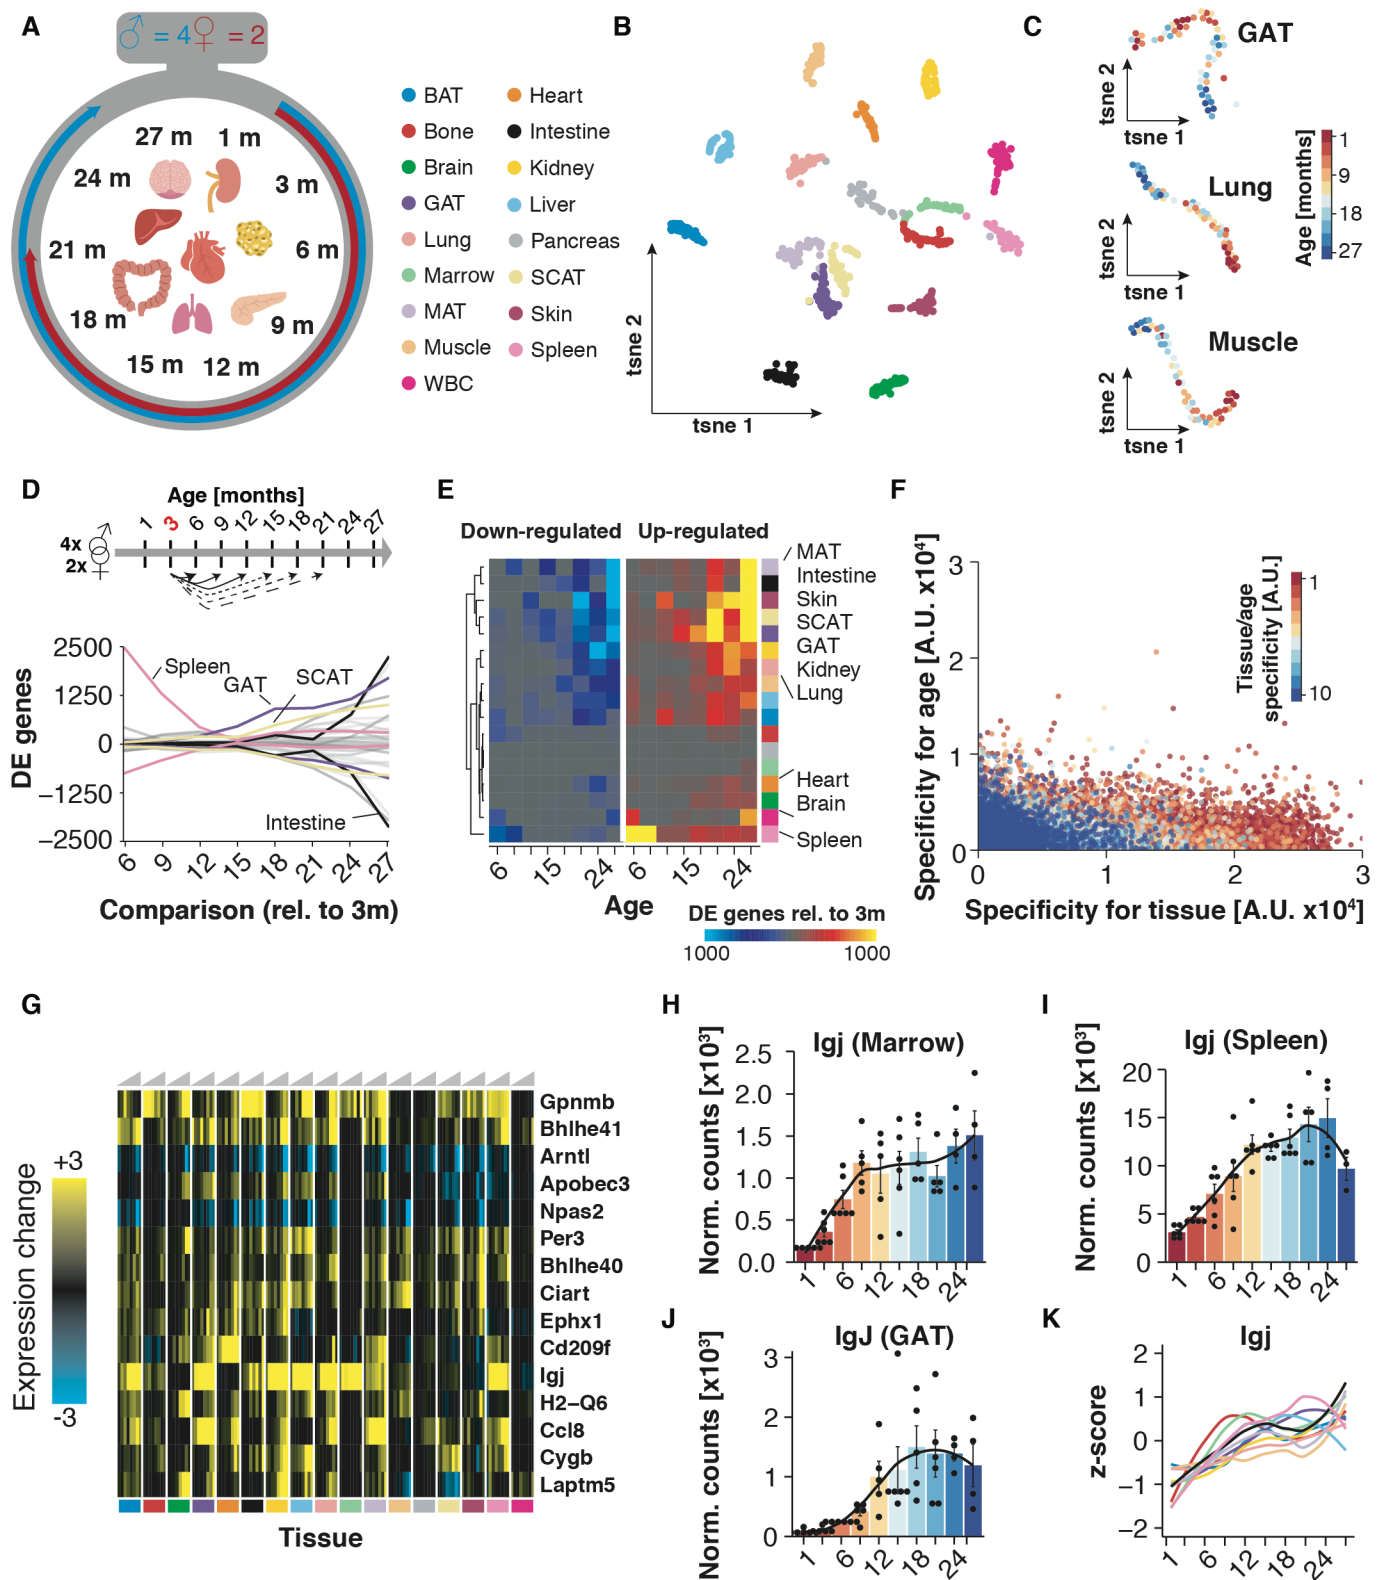 A
♂ = 4 ♀ = 2
27 m
1 m
24 m
3 m
21 m
6 m
18 m
9 m
15 m
12 m
BAT
Bone
Brain
GAT
Lung
Marrow
MAT
Muscle
WBC
Heart
Intestine
Kidney
Liver
Pancreas
SCAT
Skin
Spleen
B
tsne 2
tsne 1
C
GAT
tsne 2
tsne 1
Lung
tsne 2
tsne 1
Muscle
tsne 2
tsne 1
Age [months]
1
9
18
27
D
Age [months]
1 3 6 9 12 15 18 21 24 27
4x ♂
2x ♀
DE genes
2500
1250
0
−1250
−2500
Spleen
GAT
SCAT
Intestine
6 9 12 15 18 21 24 27
Comparison (rel. to 3m)
E
Down-regulated
Up-regulated
MAT
Intestine
Skin
SCAT
GAT
Kidney
Lung
Heart
Brain
Spleen
6 15 24
6 15 24
Age
DE genes rel. to 3m
1000
1000
F
Specificity for age [A.U. x10⁴]
3
2
1
0
0 1 2 3
Specificity for tissue [A.U. x10⁴]
Tissue/age
specificity [A.U.]
1
10
G
Expression change
+3
-3
Gpnmb
Bhlhe41
Arntl
Apobec3
Npas2
Per3
Bhlhe40
Ciart
Ephx1
Cd209f
Igj
H2−Q6
Ccl8
Cygb
Laptm5
Tissue
H
Igj (Marrow)
Norm. counts [x10³]
2.5
2.0
1.5
1.0
0.5
0.0
1 6 12 18 24
I
Igj (Spleen)
Norm. counts [x10³]
20
15
10
5
0
1 6 12 18 24
J
IgJ (GAT)
Norm. counts [x10³]
3
2
1
0
1 6 12 18 24
K
Igj
z-score
2
1
0
−1
−2
1 6 12 18 24